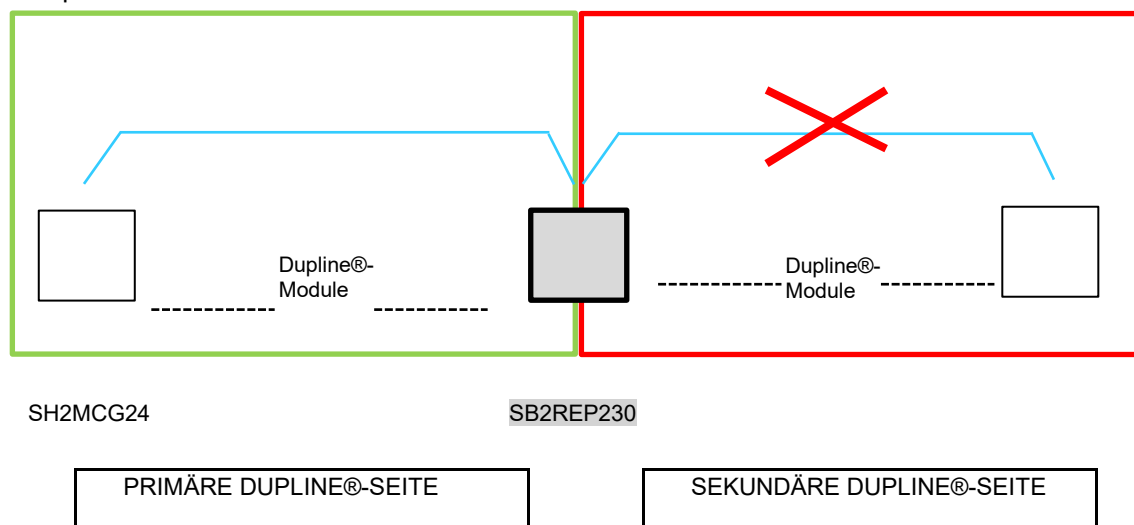 Dupline®-
Module
Dupline®-
Module
SH2MCG24
SB2REP230
PRIMÄRE DUPLINE®-SEITE
SEKUNDÄRE DUPLINE®-SEITE